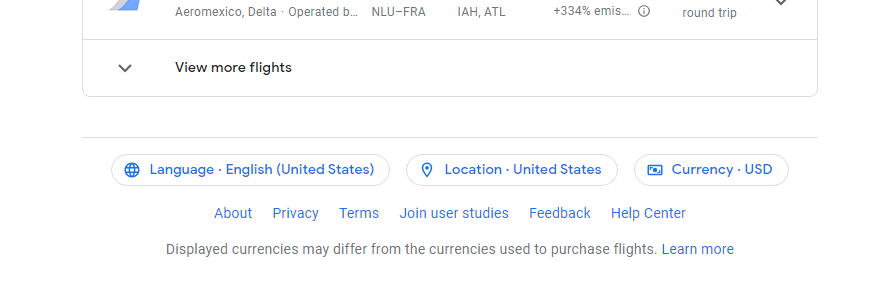 Aeromexico, Delta · Operated b... NLU–FRA IAH, ATL +334% emis... round trip
View more flights
Language · English (United States) Location · United States Currency · USD
About Privacy Terms Join user studies Feedback Help Center
Displayed currencies may differ from the currencies used to purchase flights. Learn more